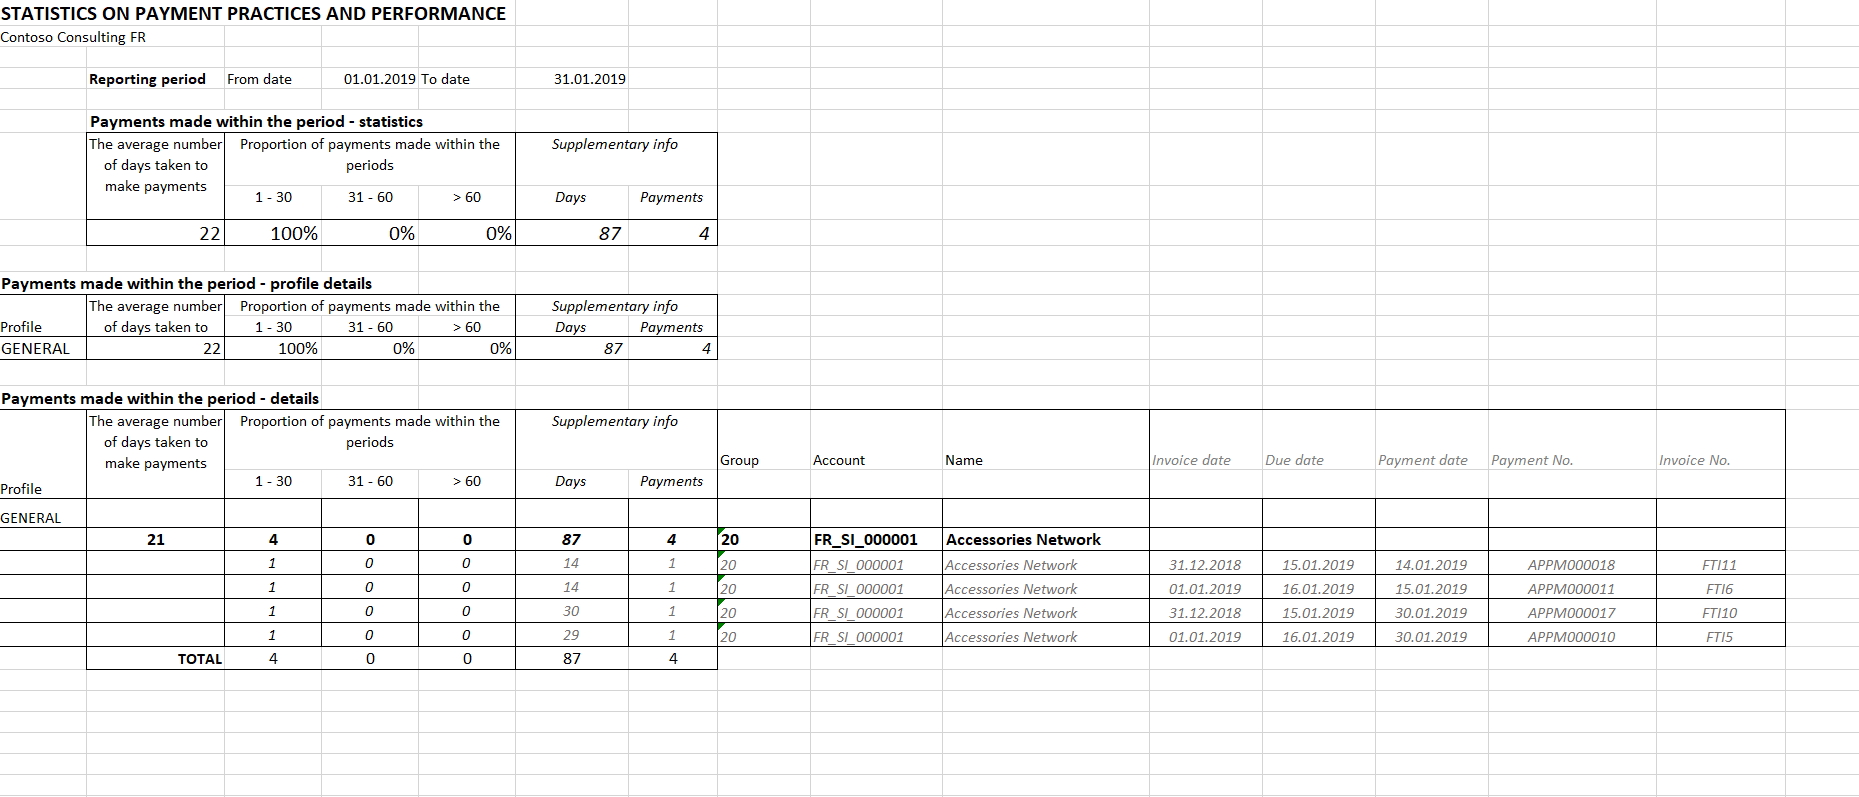 STATISTICS ON PAYMENT PRACTICES AND PERFORMANCE
Contoso Consulting FR
Reporting period From date 01.01.2019 To date 31.01.2019
Payments made within the period - statistics
The average number of days taken to make payments
Proportion of payments made within the periods
Supplementary info
1 - 30 31 - 60 > 60 Days Payments
22 100% 0% 0% 87 4
Payments made within the period - profile details
The average number Proportion of payments made within the Supplementary info
Profile of days taken to 1 - 30 31 - 60 > 60 Days Payments
GENERAL 22 100% 0% 0% 87 4
Payments made within the period - details
The average number of days taken to make payments
Proportion of payments made within the periods
Supplementary info
Group Account Name Invoice date Due date Payment date Payment No. Invoice No.
Profile 1 - 30 31 - 60 > 60 Days Payments
GENERAL
21 4 0 0 87 4 20 FR_SI_000001 Accessories Network
1 0 0 14 1 20 FR_SI_000001 Accessories Network 31.12.2018 15.01.2019 14.01.2019 APPM000018 FTI11
1 0 0 14 1 20 FR_SI_000001 Accessories Network 01.01.2019 16.01.2019 15.01.2019 APPM000011 FTI6
1 0 0 30 1 20 FR_SI_000001 Accessories Network 31.12.2018 15.01.2019 30.01.2019 APPM000017 FTI10
1 0 0 29 1 20 FR_SI_000001 Accessories Network 01.01.2019 16.01.2019 30.01.2019 APPM000010 FTI5
TOTAL 4 0 0 87 4